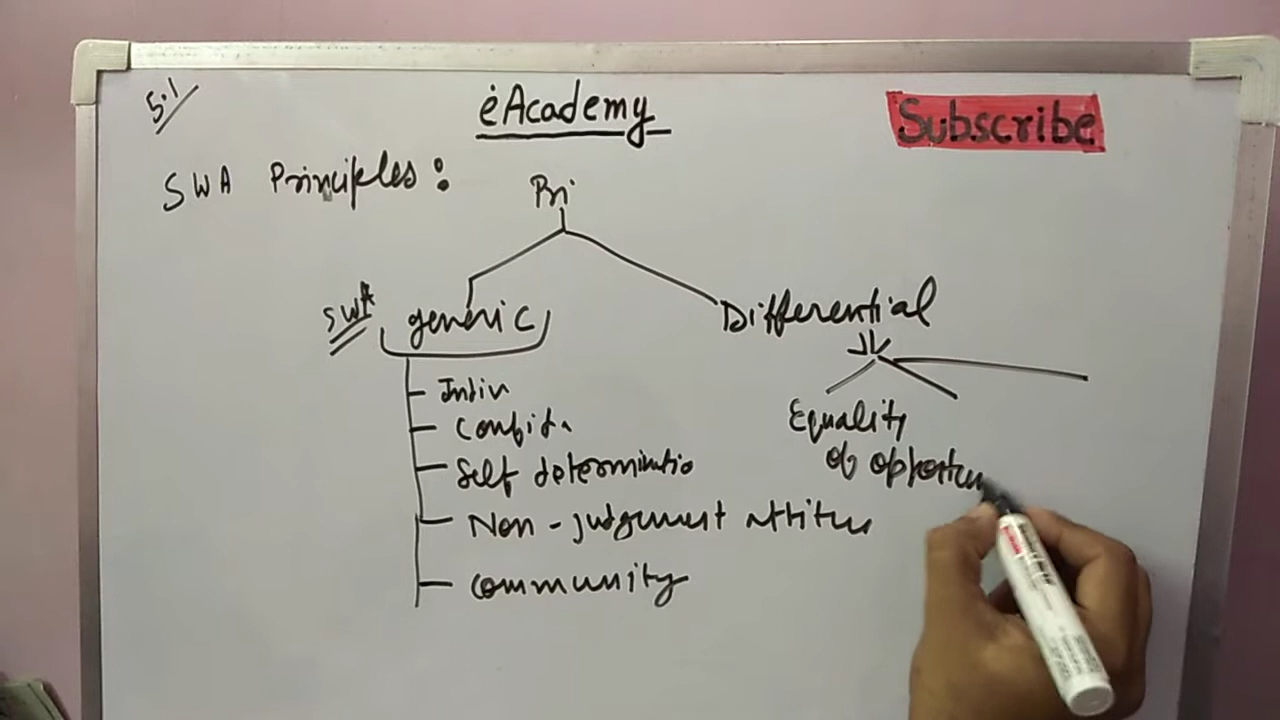 5.1
eAcademy
Subscribe
SWA Principles:
Pri
SWA
generic
Differential
Indiv
Confid
Self determinatio
Non-judgement attitu
community
Equality
of opportun